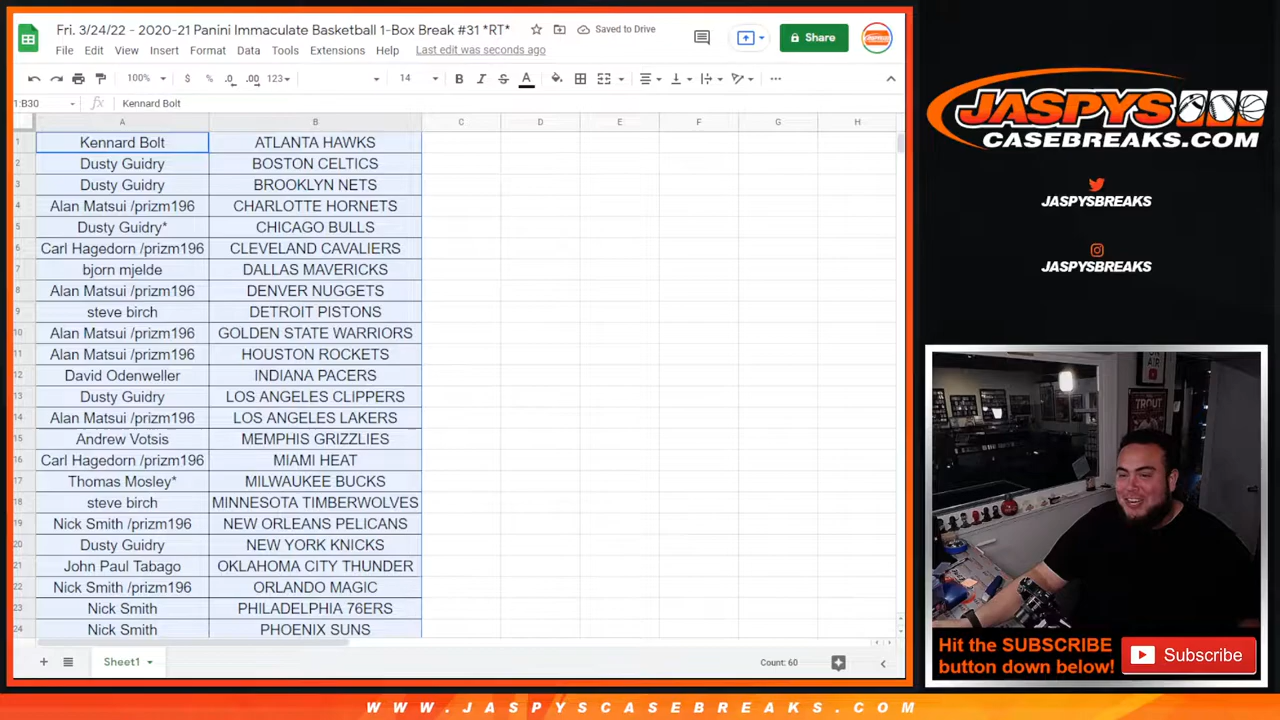 Fri. 3/24/22 - 2020-21 Panini Immaculate Basketball 1-Box Break #31 *RT*
Saved to Drive
File Edit View Insert Format Data Tools Extensions Help Last edit was seconds ago
Share
100% $ % .0 .00 123 14 B I S A
1:B30 fx Kennard Bolt
A B C D E F G H
1 Kennard Bolt ATLANTA HAWKS
2 Dusty Guidry BOSTON CELTICS
3 Dusty Guidry BROOKLYN NETS
4 Alan Matsui /prizm196 CHARLOTTE HORNETS
5 Dusty Guidry* CHICAGO BULLS
6 Carl Hagedorn /prizm196 CLEVELAND CAVALIERS
7 bjorn mjelde DALLAS MAVERICKS
8 Alan Matsui /prizm196 DENVER NUGGETS
9 steve birch DETROIT PISTONS
10 Alan Matsui /prizm196 GOLDEN STATE WARRIORS
11 Alan Matsui /prizm196 HOUSTON ROCKETS
12 David Odenweller INDIANA PACERS
13 Dusty Guidry LOS ANGELES CLIPPERS
14 Alan Matsui /prizm196 LOS ANGELES LAKERS
15 Andrew Votsis MEMPHIS GRIZZLIES
16 Carl Hagedorn /prizm196 MIAMI HEAT
17 Thomas Mosley* MILWAUKEE BUCKS
18 steve birch MINNESOTA TIMBERWOLVES
19 Nick Smith /prizm196 NEW ORLEANS PELICANS
20 Dusty Guidry NEW YORK KNICKS
21 John Paul Tabago OKLAHOMA CITY THUNDER
22 Nick Smith /prizm196 ORLANDO MAGIC
23 Nick Smith PHILADELPHIA 76ERS
24 Nick Smith PHOENIX SUNS
Sheet1
Count: 60
JASPYS
CASEBREAKS.COM
JASPYSBREAKS
JASPYSBREAKS
ON
AIR
TROUT
Hit the SUBSCRIBE
button down below!
Subscribe
WWW.JASPYSCASEBREAKS.COM